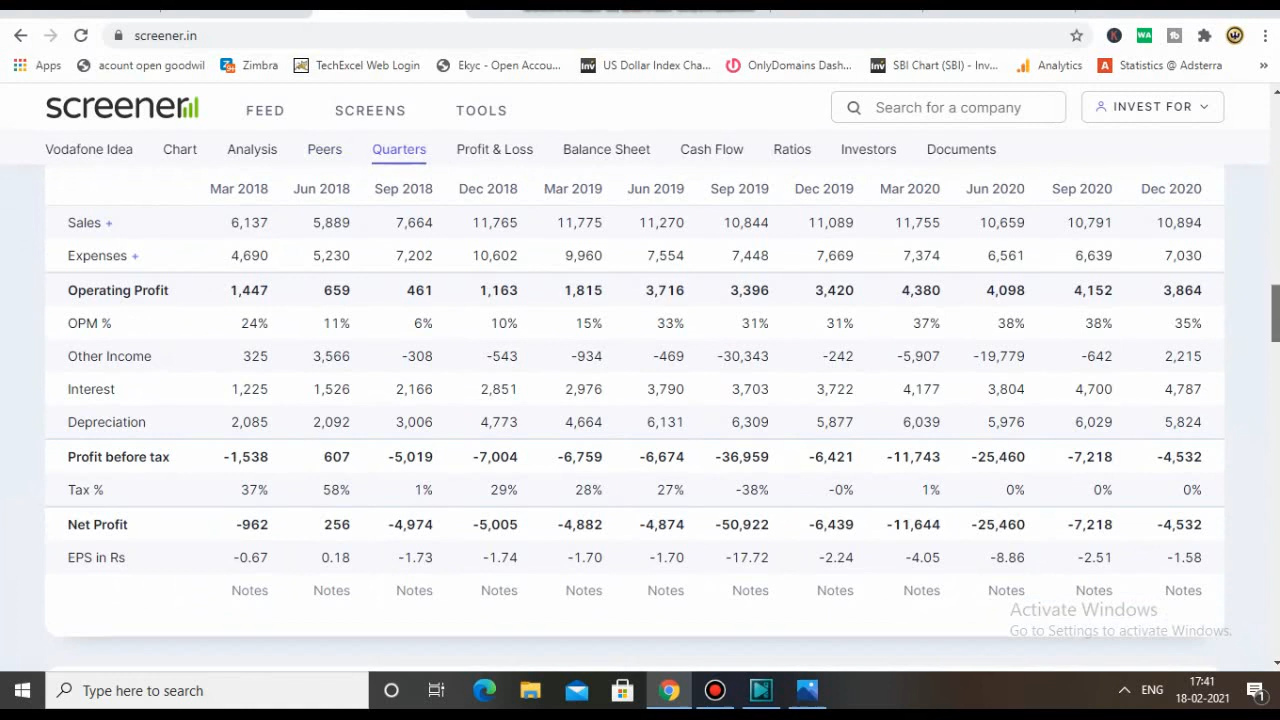 screener.in
Apps acount open goodwil Zimbra TechExcel Web Login Ekyc - Open Accou... US Dollar Index Cha... OnlyDomains Dash... SBI Chart (SBI) - Inv... Analytics Statistics @ Adsterra »
screener FEED SCREENS TOOLS Search for a company INVEST FOR
Vodafone Idea Chart Analysis Peers Quarters Profit & Loss Balance Sheet Cash Flow Ratios Investors Documents
Mar 2018 Jun 2018 Sep 2018 Dec 2018 Mar 2019 Jun 2019 Sep 2019 Dec 2019 Mar 2020 Jun 2020 Sep 2020 Dec 2020
Sales + 6,137 5,889 7,664 11,765 11,775 11,270 10,844 11,089 11,755 10,659 10,791 10,894
Expenses + 4,690 5,230 7,202 10,602 9,960 7,554 7,448 7,669 7,374 6,561 6,639 7,030
Operating Profit 1,447 659 461 1,163 1,815 3,716 3,396 3,420 4,380 4,098 4,152 3,864
OPM % 24% 11% 6% 10% 15% 33% 31% 31% 37% 38% 38% 35%
Other Income 325 3,566 -308 -543 -934 -469 -30,343 -242 -5,907 -19,779 -642 2,215
Interest 1,225 1,526 2,166 2,851 2,976 3,790 3,703 3,722 4,177 3,804 4,700 4,787
Depreciation 2,085 2,092 3,006 4,773 4,664 6,131 6,309 5,877 6,039 5,976 6,029 5,824
Profit before tax -1,538 607 -5,019 -7,004 -6,759 -6,674 -36,959 -6,421 -11,743 -25,460 -7,218 -4,532
Tax % 37% 58% 1% 29% 28% 27% -38% -0% 1% 0% 0% 0%
Net Profit -962 256 -4,974 -5,005 -4,882 -4,874 -50,922 -6,439 -11,644 -25,460 -7,218 -4,532
EPS in Rs -0.67 0.18 -1.73 -1.74 -1.70 -1.70 -17.72 -2.24 -4.05 -8.86 -2.51 -1.58
Notes Notes Notes Notes Notes Notes Notes Notes Notes Notes Notes Notes
Activate Windows
Go to Settings to activate Windows.
Type here to search ENG 17:41
18-02-2021